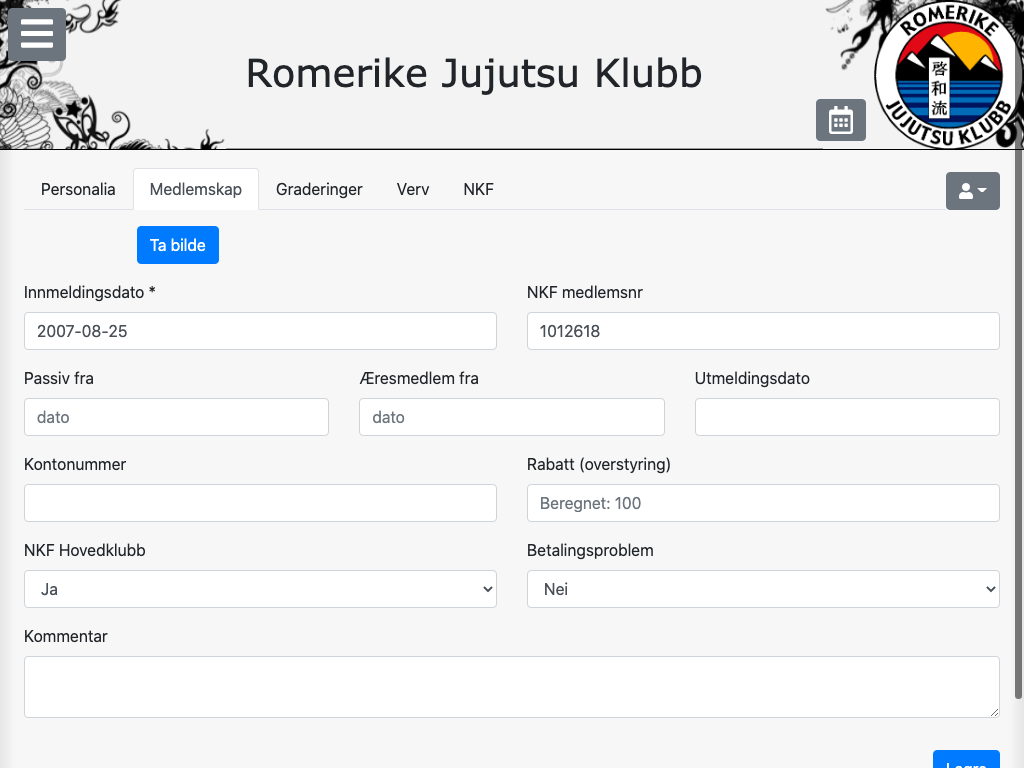 Romerike Jujutsu Klubb
ROMERIKE
啓和流
JUJUTSU KLUBB
Personalia
Medlemskap
Graderinger
Verv
NKF
Ta bilde
Innmeldingsdato *
NKF medlemsnr
2007-08-25
1012618
Passiv fra
Æresmedlem fra
Utmeldingsdato
dato
dato
Kontonummer
Rabatt (overstyring)
Beregnet: 100
NKF Hovedklubb
Betalingsproblem
Ja
Nei
Kommentar
Lagre